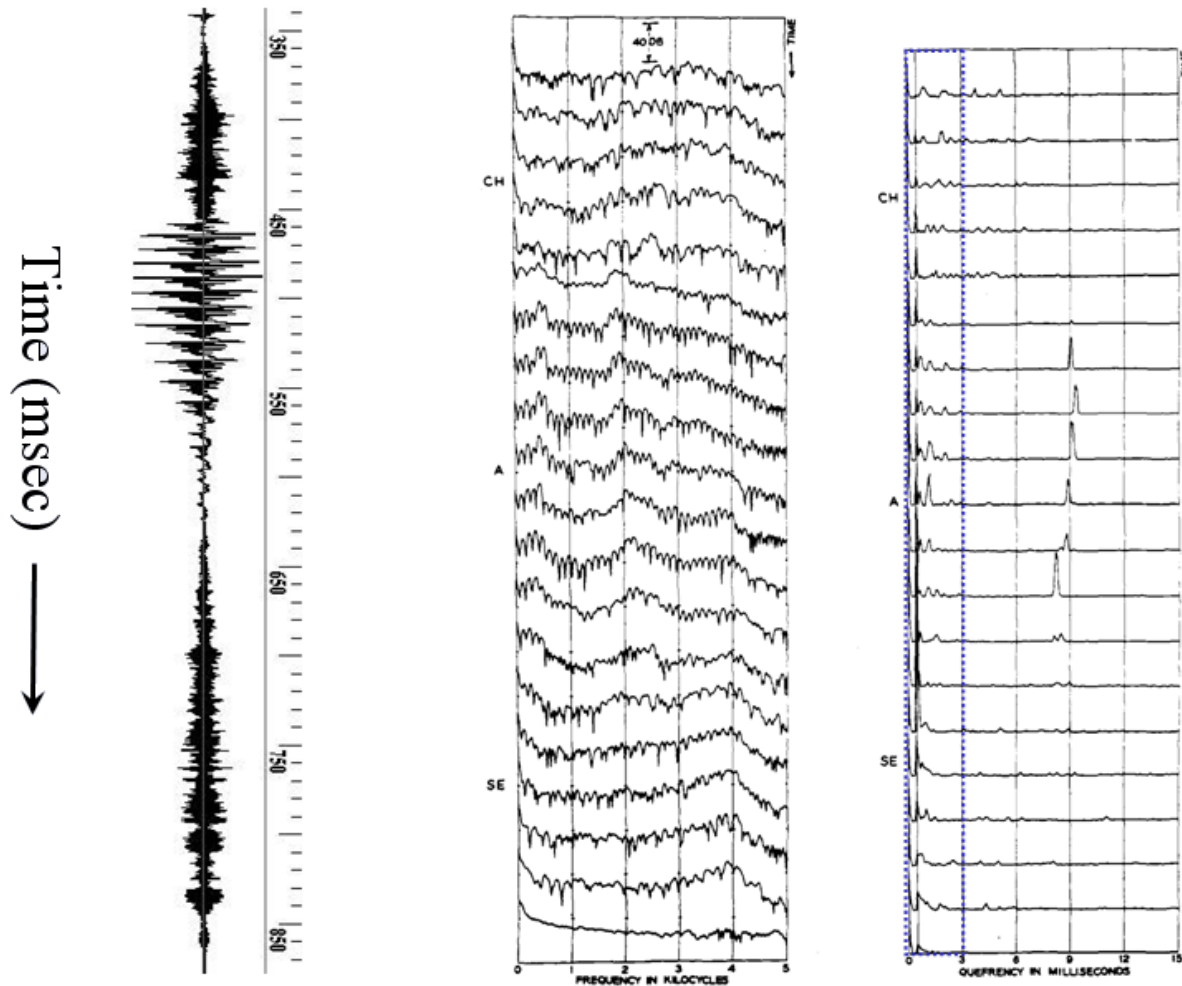 Time (msec)
350
450
550
650
750
850
40 DB
TIME
CH
A
SE
0 1 2 3 4 5
FREQUENCY IN KILOCYCLES
CH
A
SE
0 3 6 9 12 15
QUEFRENCY IN MILLISECONDS